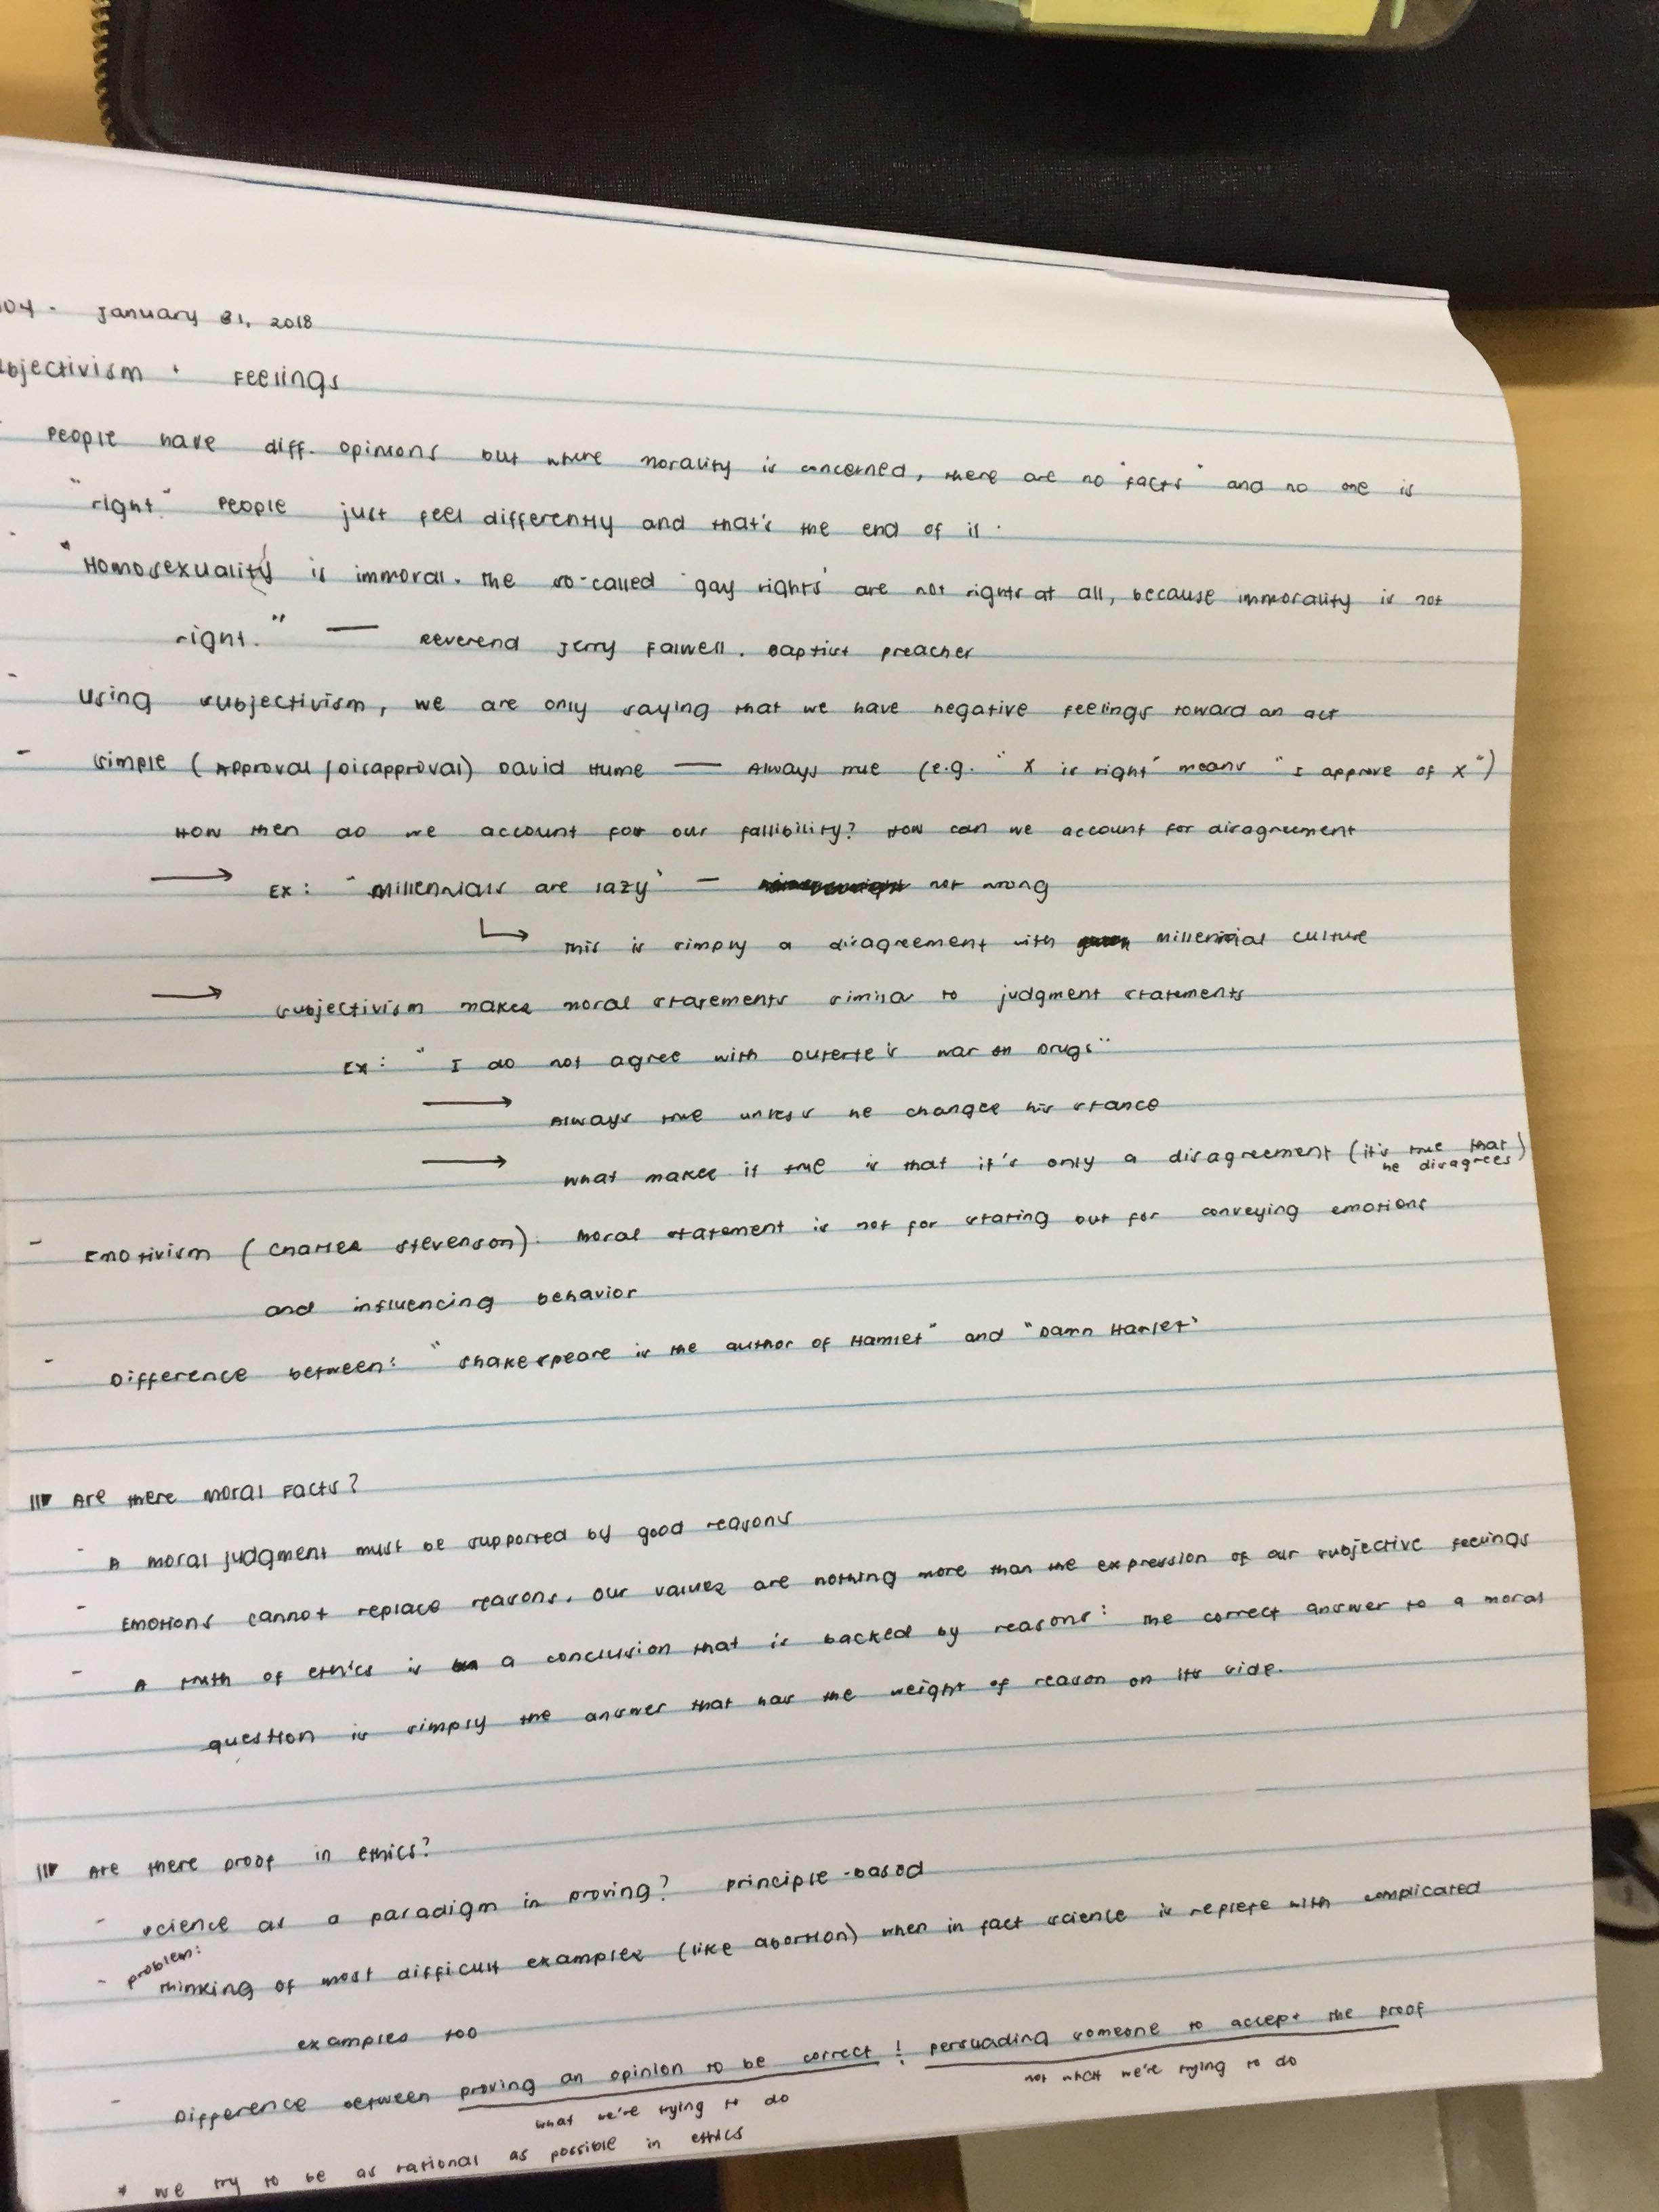 04 - January 31, 2018
bjectivism + Feelings
- People have diff. opinions but where morality is concerned, there are no "facts" and no one is
"right." People just feel differently and that's the end of it.
- "Homosexuality is immoral. The so-called 'gay rights' are not rights at all, because immorality is not
right." — Reverend Jerry Falwell. Baptist preacher
- Using subjectivism, we are only saying that we have negative feelings toward an act
- Simple (Approval / Disapproval) David Hume — Always true (e.g. "X is right" means "I approve of X")
How then do we account for our fallibility? How can we account for disagreement
→ Ex: "Millennials are lazy" — not wrong
↳ This is simply a disagreement with millennial culture
→ Subjectivism makes moral statements similar to judgment statements
Ex: "I do not agree with Duterte's war on Drugs"
→ Always true unless he changes his stance
→ What makes it true is that it's only a disagreement (it's true that he disagrees)
- Emotivism (Charles Stevenson). Moral statement is not for stating but for conveying emotions
and influencing behavior
- Difference between: "Shakespeare is the author of Hamlet" and "Damn Hamlet"
III Are there Moral Facts?
- A moral judgment must be supported by good reasons
- Emotions cannot replace reasons. Our values are nothing more than the expression of our subjective feelings
- A truth of ethics is a conclusion that is backed by reasons: the correct answer to a moral
question is simply the answer that has the weight of reason on its side.
III Are there proof in ethics?
- Science as a paradigm in proving? Principle-based
- problem: Thinking of most difficult examples (like abortion) when in fact science is replete with complicated
examples too
- Difference between proving an opinion to be correct ! persuading someone to accept the proof
what we're trying to do not what we're trying to do
* We try to be as rational as possible in ethics